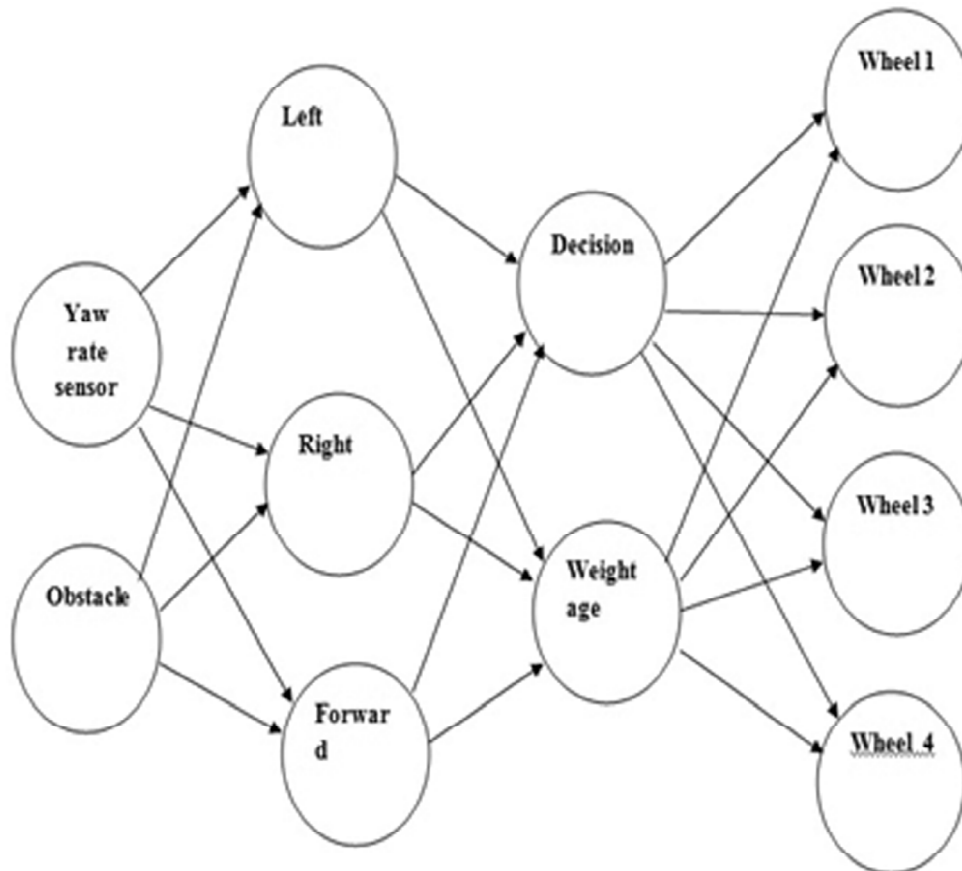 Wheel 1
Left
Decision
Wheel 2
Yaw
rate
sensor
Right
Wheel 3
Obstacle
Weight
age
Forwar
d
Wheel 4